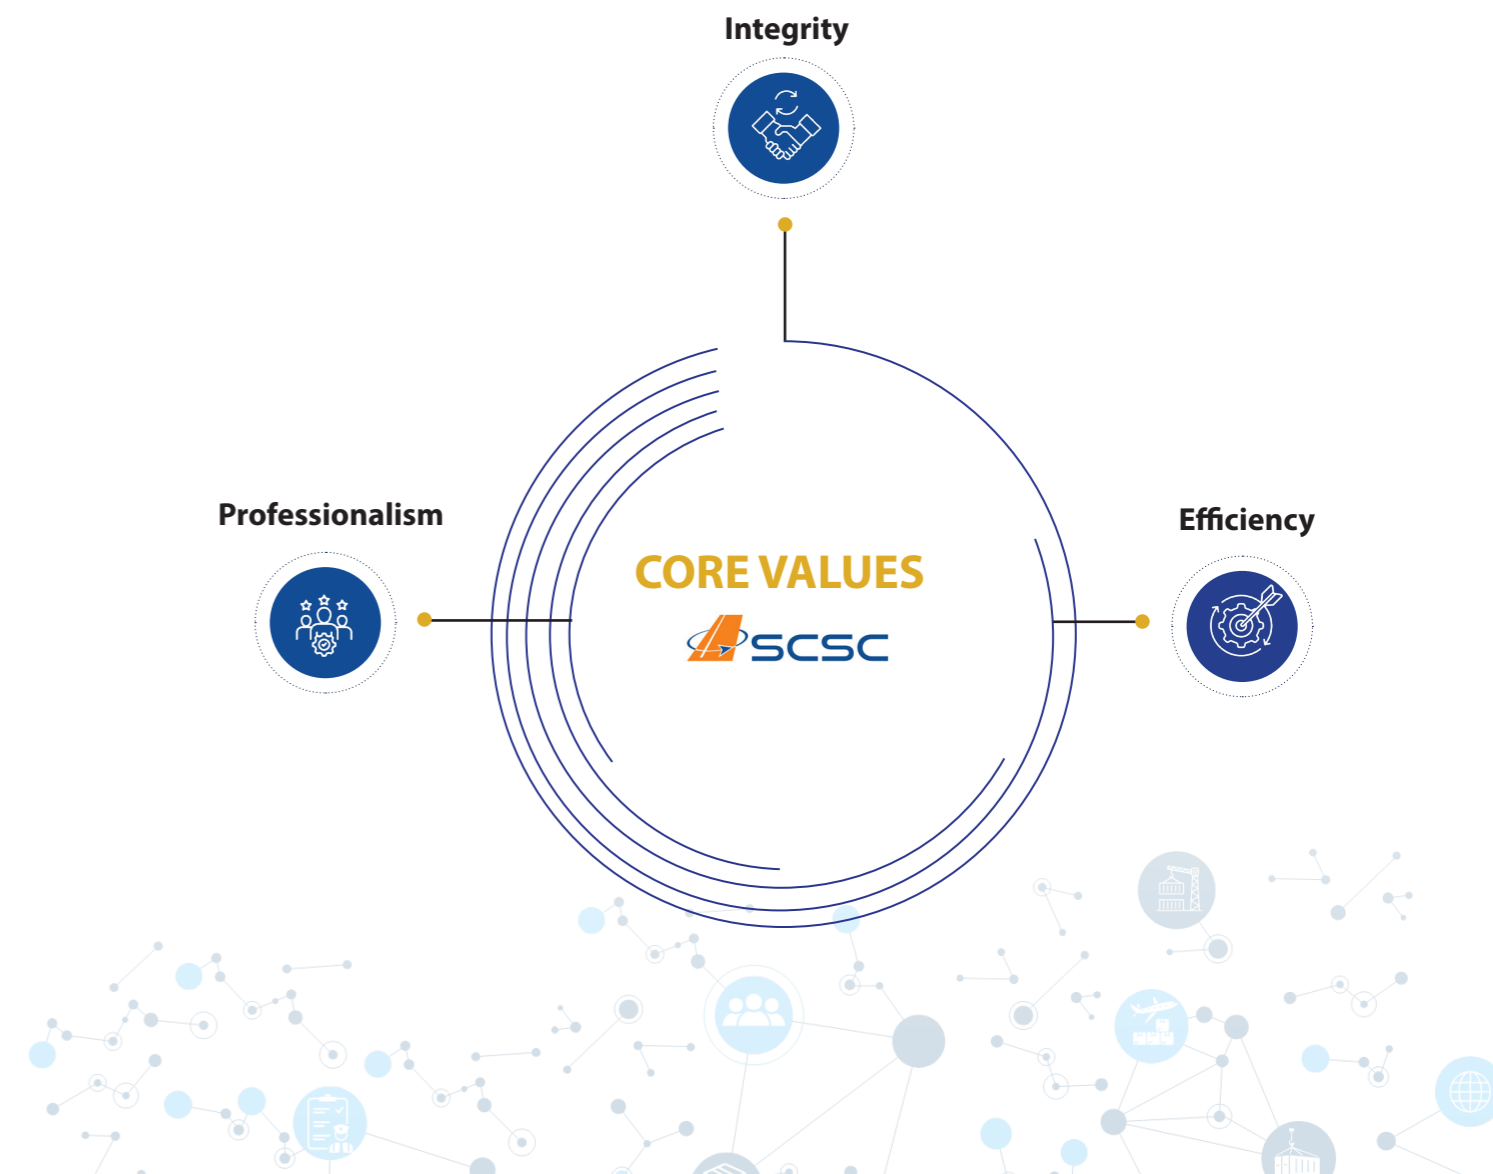 Integrity
Professionalism
Efficiency
CORE VALUES
SCSC